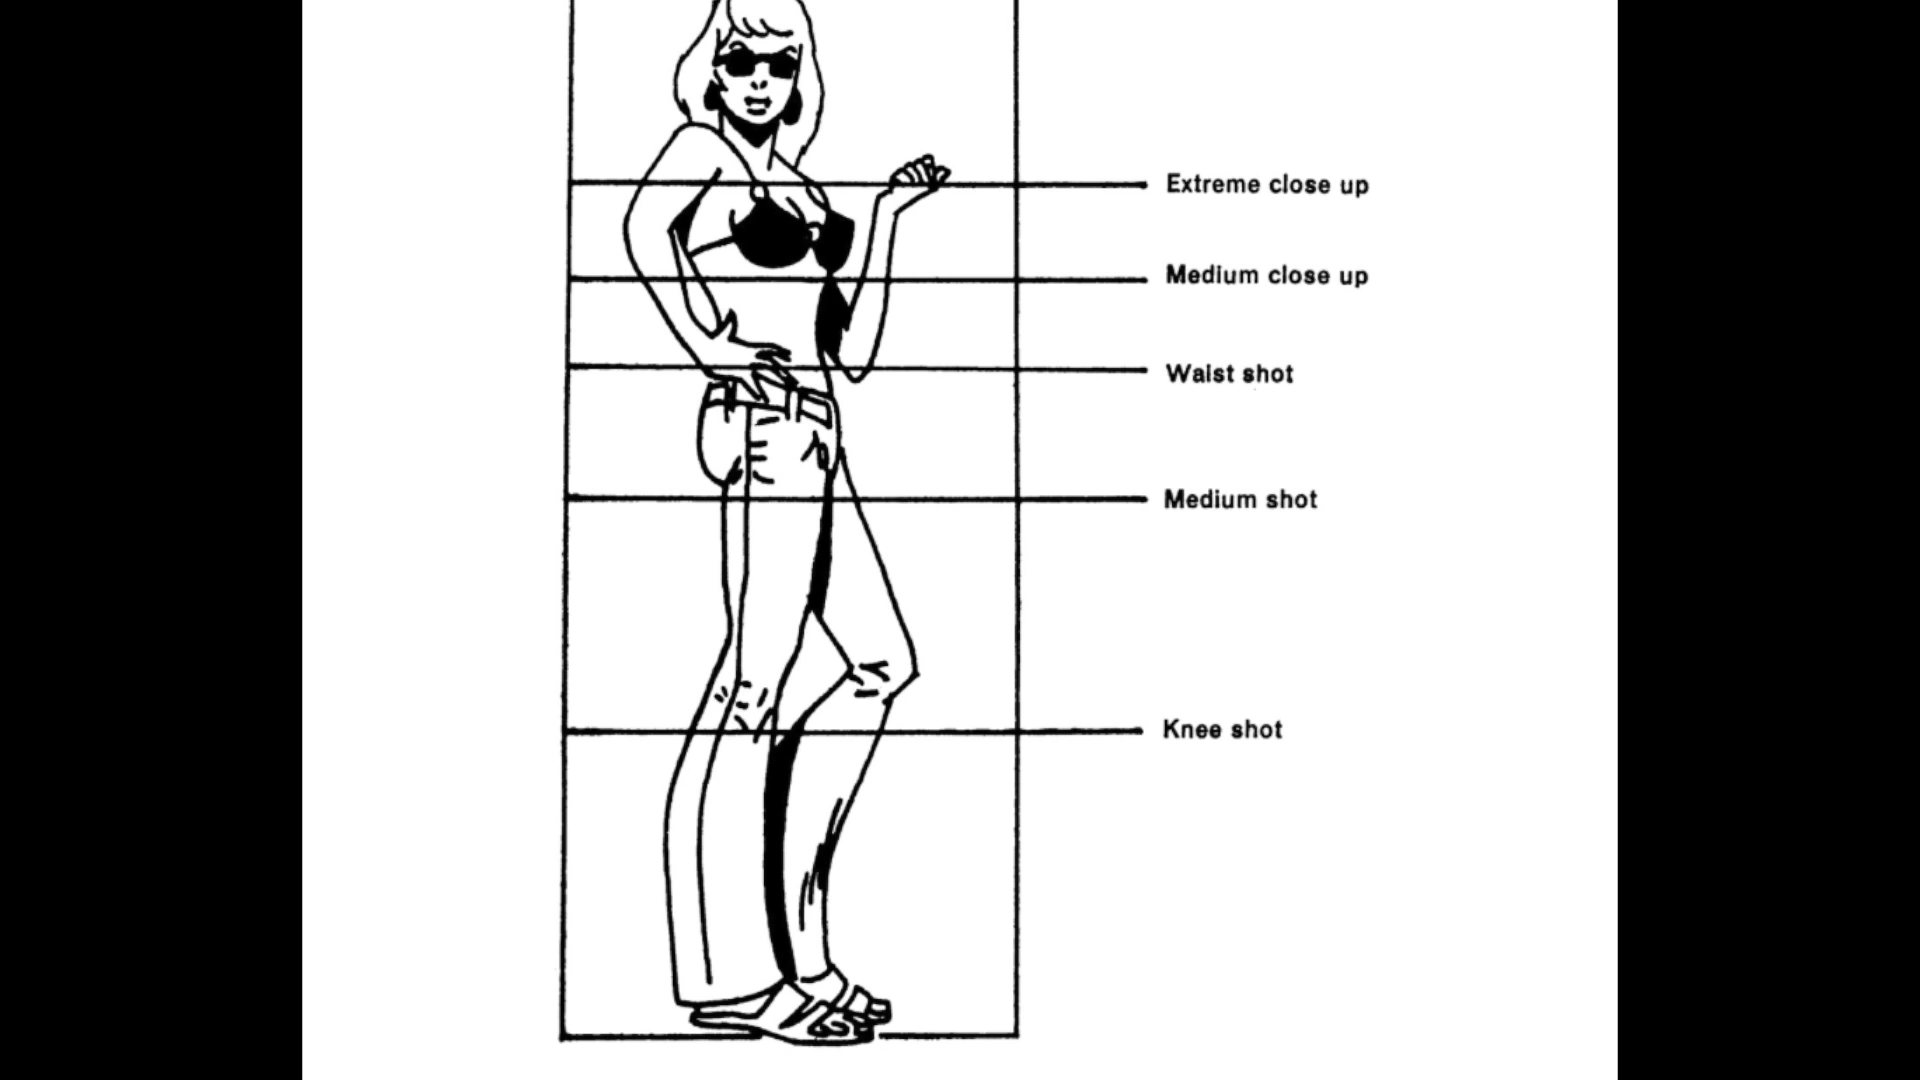 Extreme close up
Medium close up
Waist shot
Medium shot
Knee shot